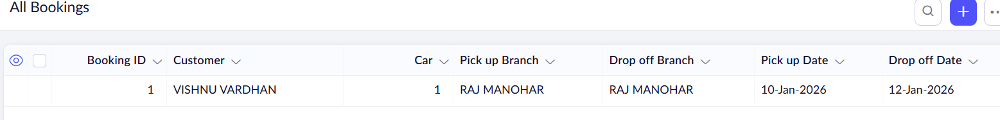 All Bookings
Booking ID Customer Car Pick up Branch Drop off Branch Pick up Date Drop off Date
1 VISHNU VARDHAN 1 RAJ MANOHAR RAJ MANOHAR 10-Jan-2026 12-Jan-2026